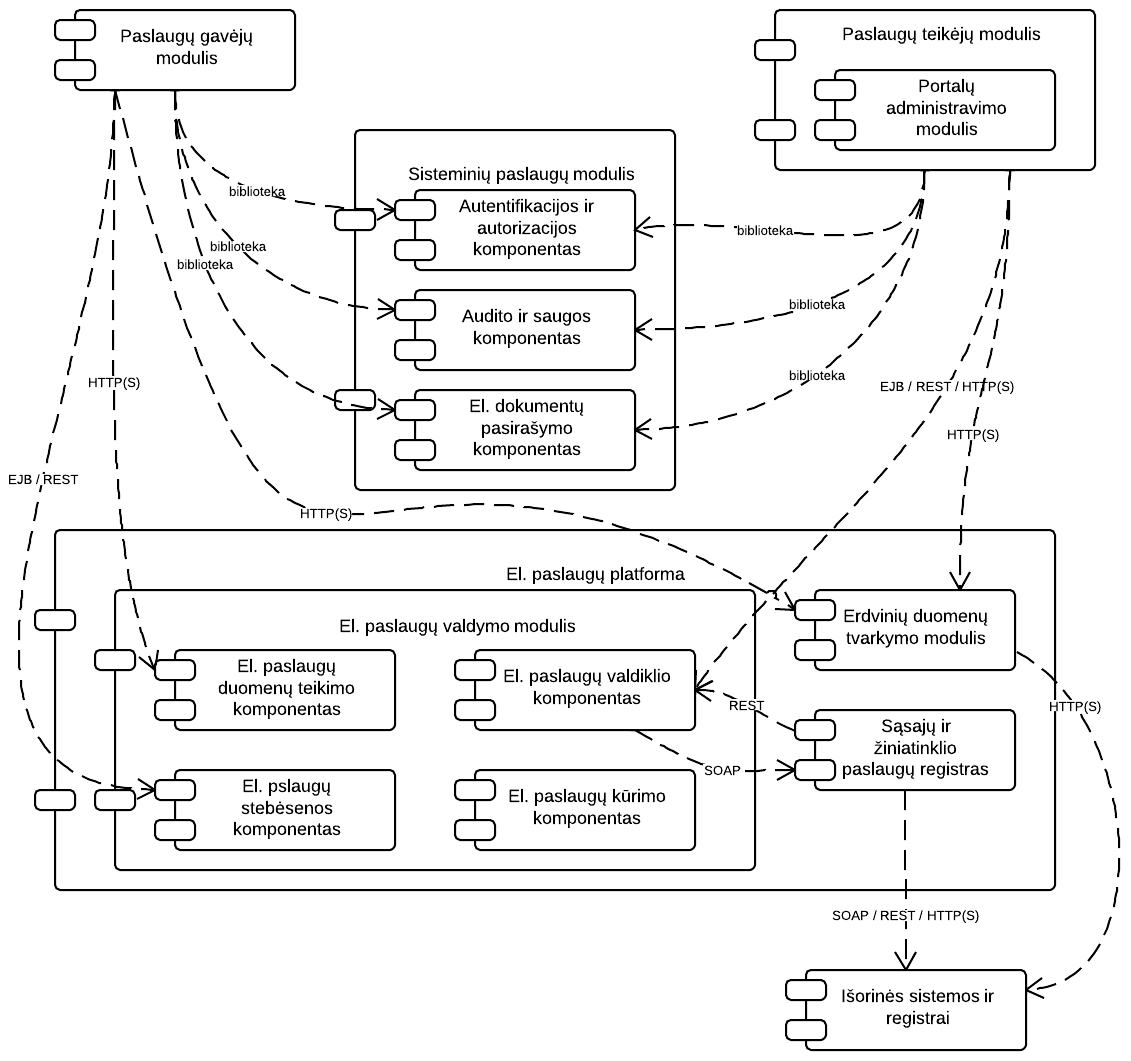 Paslaugų gavėjų
modulis
Paslaugų teikėjų modulis
Portalų
administravimo
modulis
Sisteminių paslaugų modulis
Autentifikacijos ir
autorizacijos
komponentas
Audito ir saugos
komponentas
El. dokumentų
pasirašymo
komponentas
biblioteka
biblioteka
biblioteka
biblioteka
biblioteka
biblioteka
HTTP(S)
EJB / REST / HTTP(S)
HTTP(S)
EJB / REST
HTTP(S)
El. paslaugų platforma
El. paslaugų valdymo modulis
El. paslaugų
duomenų teikimo
komponentas
El. paslaugų valdiklio
komponentas
Erdvinių duomenų
tvarkymo modulis
REST
HTTP(S)
SOAP
Sąsajų ir
žiniatinklio
paslaugų registras
El. pslaugų
stebėsenos
komponentas
El. paslaugų kūrimo
komponentas
SOAP / REST / HTTP(S)
Išorinės sistemos ir
registrai